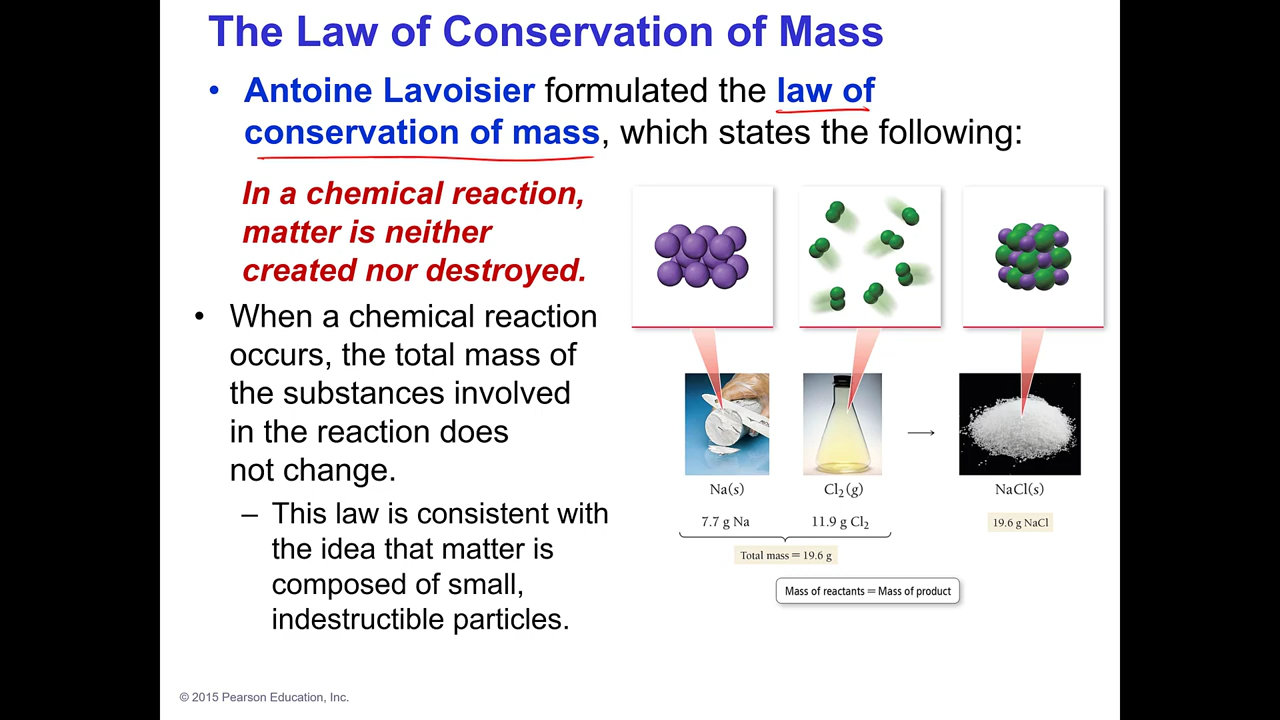 The Law of Conservation of Mass
• Antoine Lavoisier formulated the law of
conservation of mass, which states the following:
In a chemical reaction,
matter is neither
created nor destroyed.
• When a chemical reaction
occurs, the total mass of
the substances involved
in the reaction does
not change.
– This law is consistent with
the idea that matter is
composed of small,
indestructible particles.
Na(s)
Cl₂(g)
→
NaCl(s)
7.7 g Na
11.9 g Cl₂
19.6 g NaCl
Total mass = 19.6 g
Mass of reactants = Mass of product
© 2015 Pearson Education, Inc.